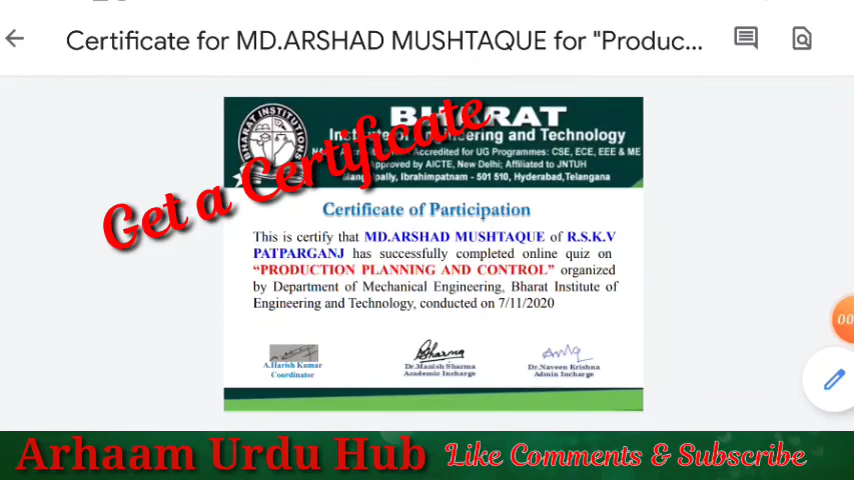 Certificate for MD.ARSHAD MUSHTAQUE for "Produc...
Get a Certificate
BHARAT INSTITUTIONS
BHARAT
Institute of Engineering and Technology
Accredited for UG Programmes: CSE, ECE, EEE & ME
Approved by AICTE, New Delhi; Affiliated to JNTUH
Ibrahimpatnam - 501 510, Hyderabad,Telangana
Certificate of Participation
This is certify that MD.ARSHAD MUSHTAQUE of R.S.K.V
PATPARGANJ has successfully completed online quiz on
“PRODUCTION PLANNING AND CONTROL” organized
by Department of Mechanical Engineering, Bharat Institute of
Engineering and Technology, conducted on 7/11/2020
A.Harish Kumar
Coordinator
Dr.Manish Sharma
Academic Incharge
Dr.Naveen Krishna
Admin Incharge
00
Arhaam Urdu Hub Like Comments & Subscribe